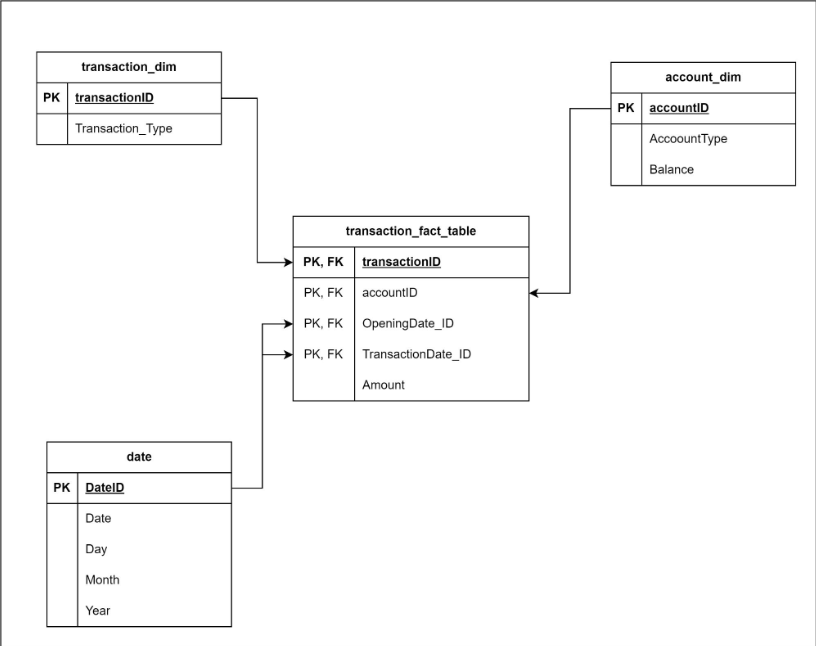 transaction_dim
PK transactionID
Transaction_Type
account_dim
PK accountID
AccoountType
Balance
transaction_fact_table
PK, FK transactionID
PK, FK accountID
PK, FK OpeningDate_ID
PK, FK TransactionDate_ID
Amount
date
PK DateID
Date
Day
Month
Year